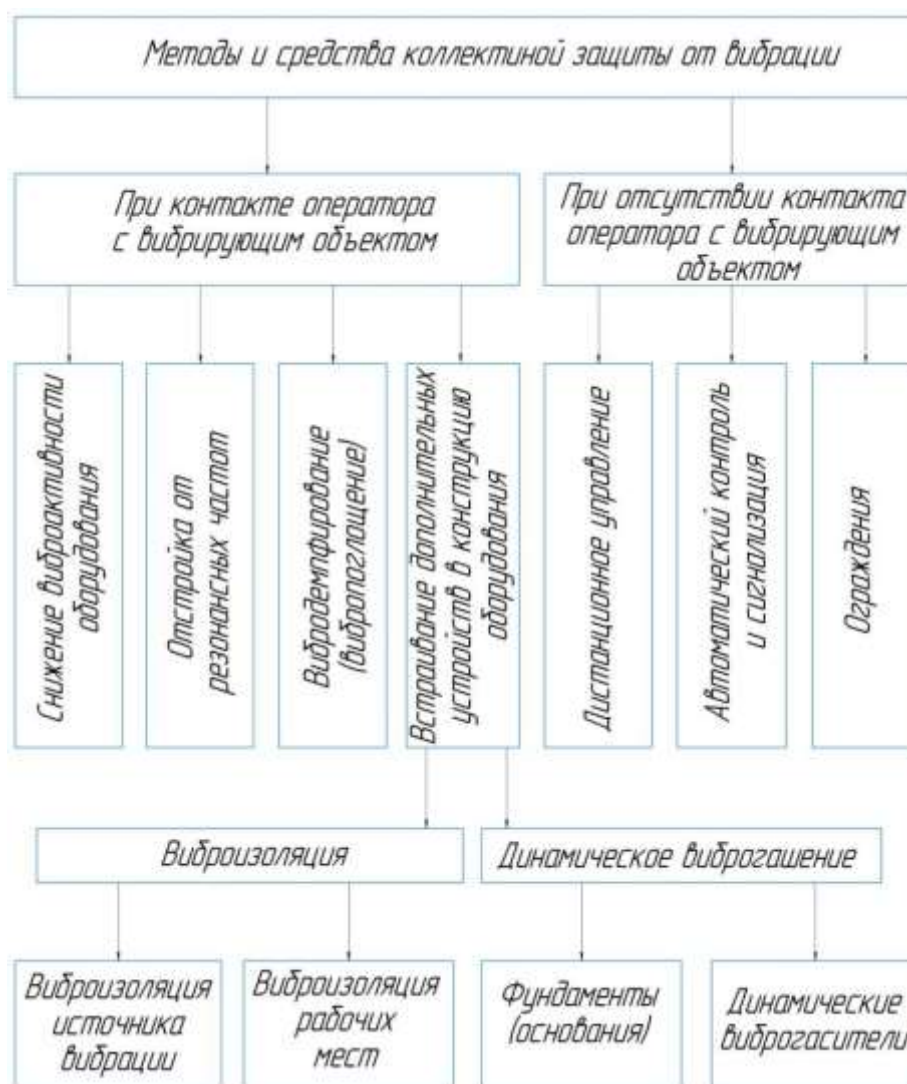 Методы и средства коллектиной защиты от вибрации
При контакте оператора
с вибрирующим объектом
При отсутствии контакта
оператора с вибрирующим
объектом
Снижение виброактивности
оборудования
Отстройка от
резонансных частот
Вибродемпфирование
(вибропоглощение)
Встраивание дополнительных
устройств в конструкцию
оборудования
Дистанционное управление
Автоматический контроль
и сигнализация
Ограждения
Виброизоляция
Динамическое виброгашение
Виброизоляция
источника
вибрации
Виброизоляция
рабочих
мест
Фундаменты
(основания)
Динамические
виброгасители